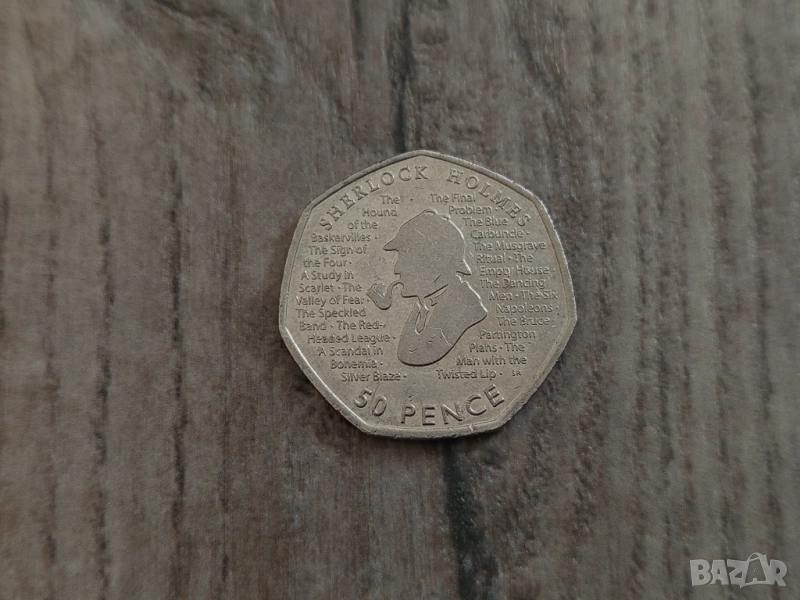 SHERLOCK HOLMES
The
Hound
of the
Baskervilles ·
The Sign of
the Four ·
A Study in
Scarlet · The
Valley of Fear ·
The Speckled
Band · The Red-
Headed League ·
A Scandal in
Bohemia ·
Silver Blaze ·
The Final
Problem ·
The Blue
Carbuncle ·
The Musgrave
Ritual · The
Empty House ·
The Dancing
Men · The Six
Napoleons ·
The Bruce
Partington
Plans · The
Man with the
Twisted Lip · SR
50 PENCE
BAZAR